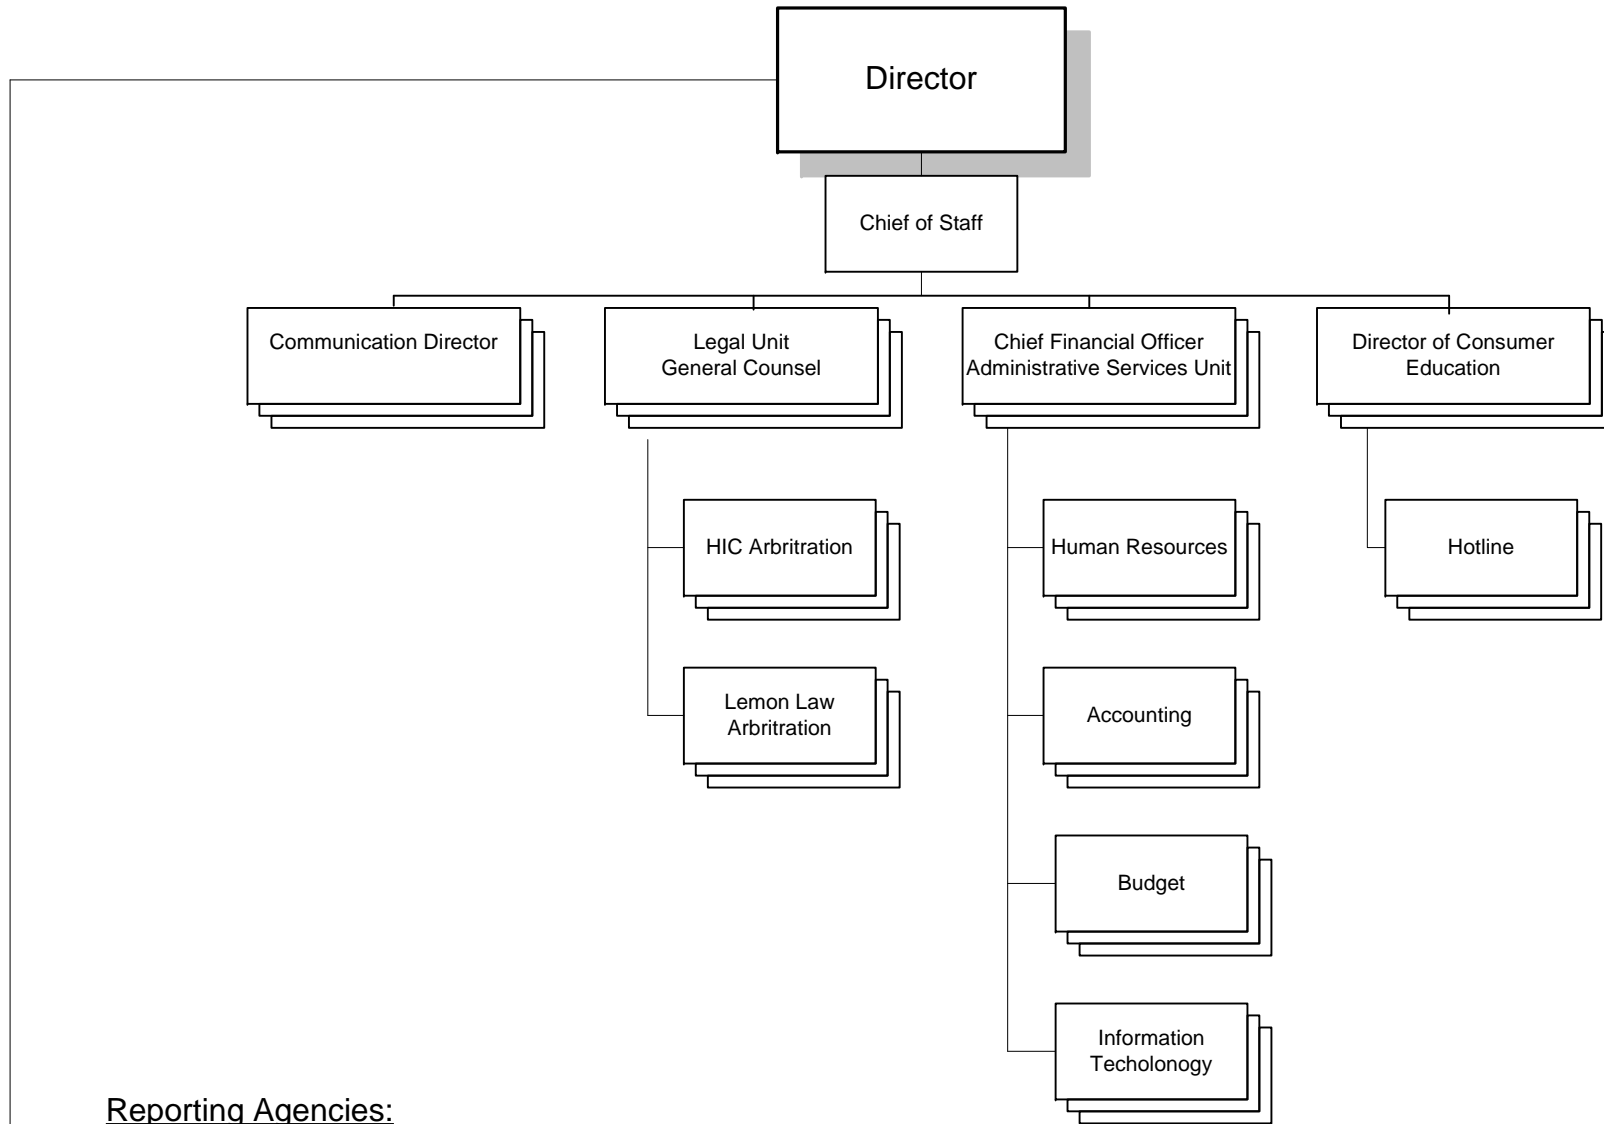 Director
Chief of Staff
Communication Director
Legal Unit
General Counsel
Chief Financial Officer
Administrative Services Unit
Director of Consumer
Education
HIC Arbritration
Human Resources
Hotline
Lemon Law
Arbritration
Accounting
Budget
Information
Techolonogy
Reporting Agencies: